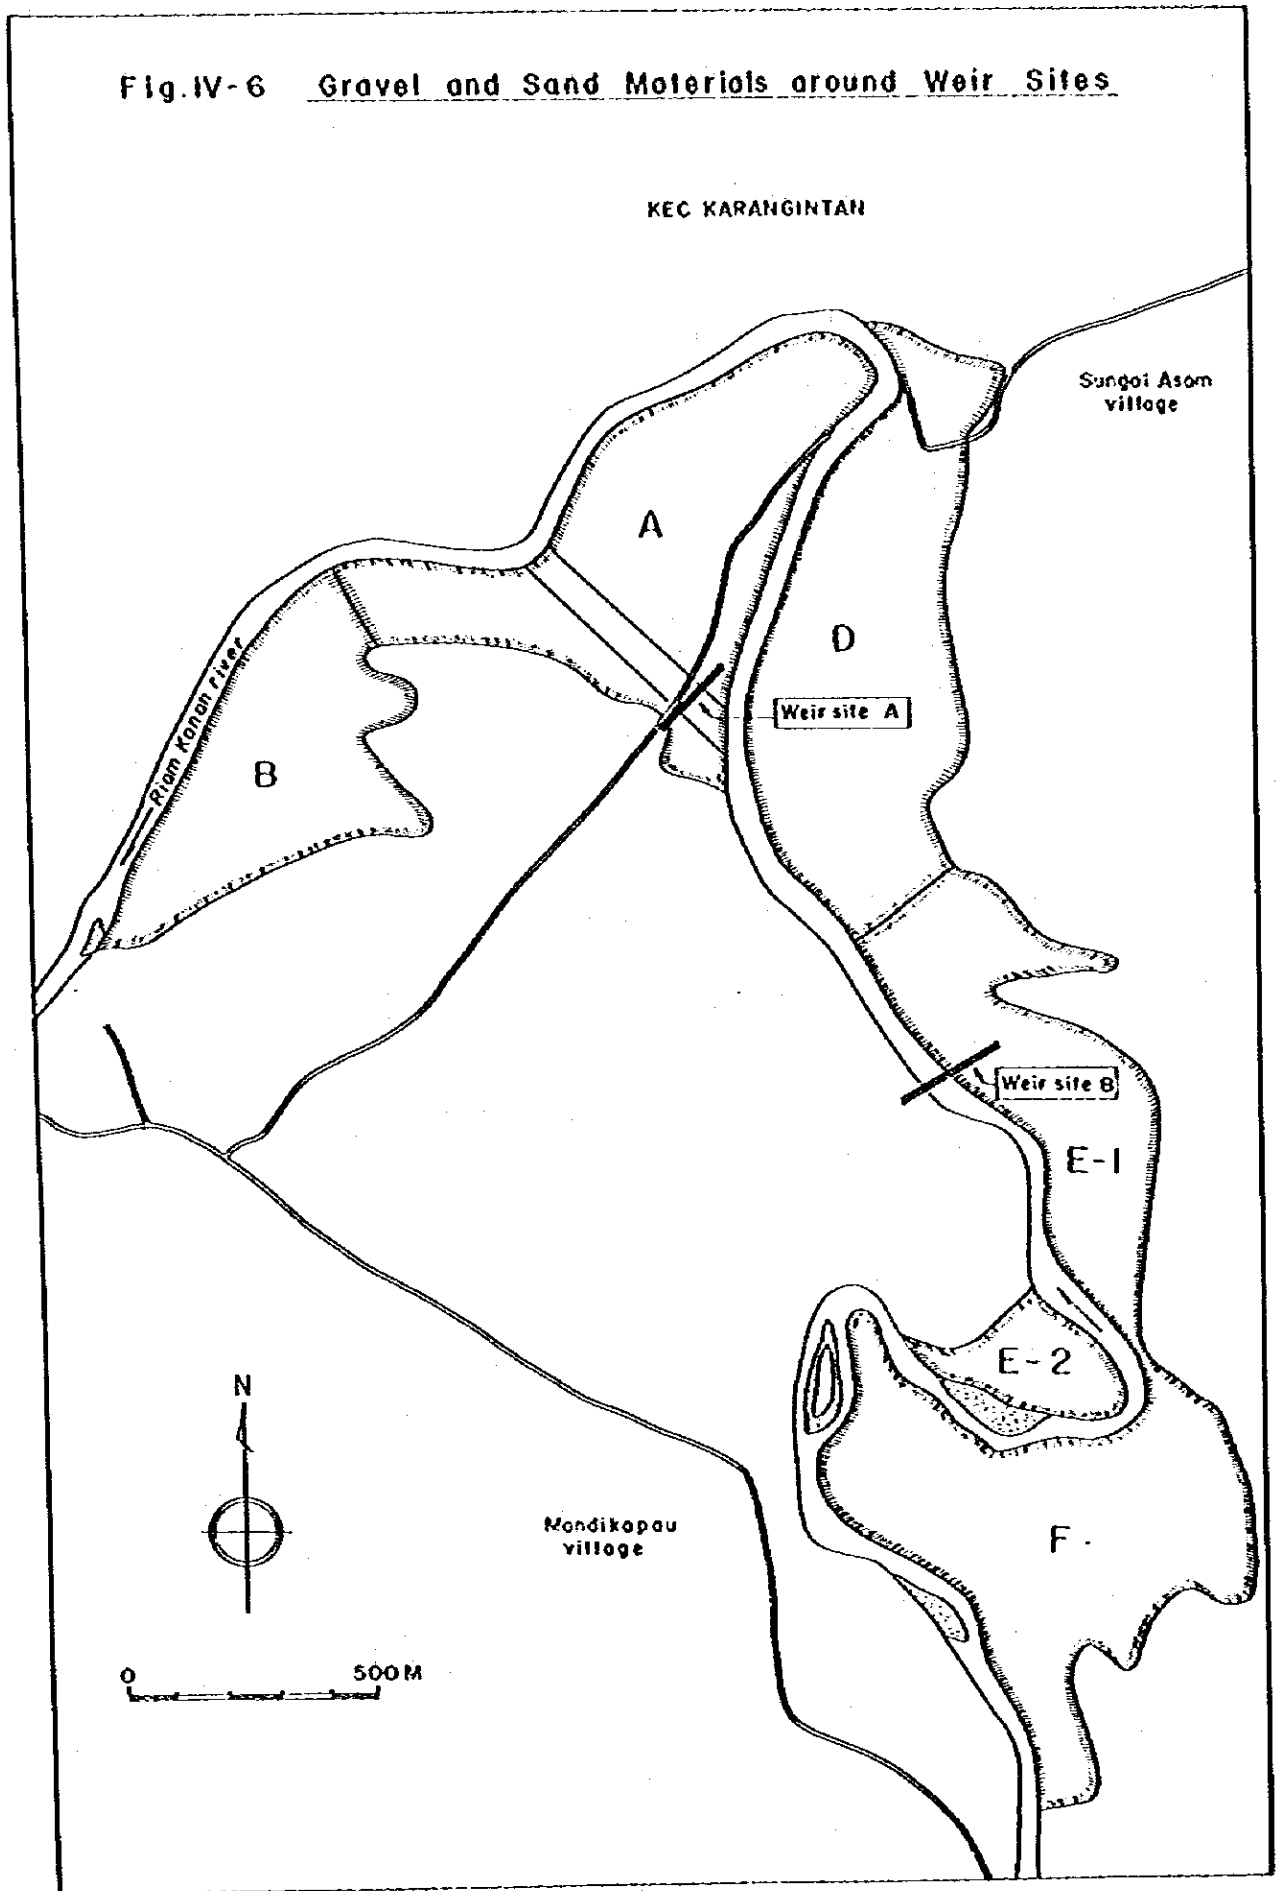 Fig.IV-6 Gravel and Sand Materials around Weir Sites
KEC KARANGINTAN
Sungai Asam
village
A
D
Weir site A
Riam Kanan river
B
Weir site B
E-1
E-2
N
Mandikapau
village
F
0 500M